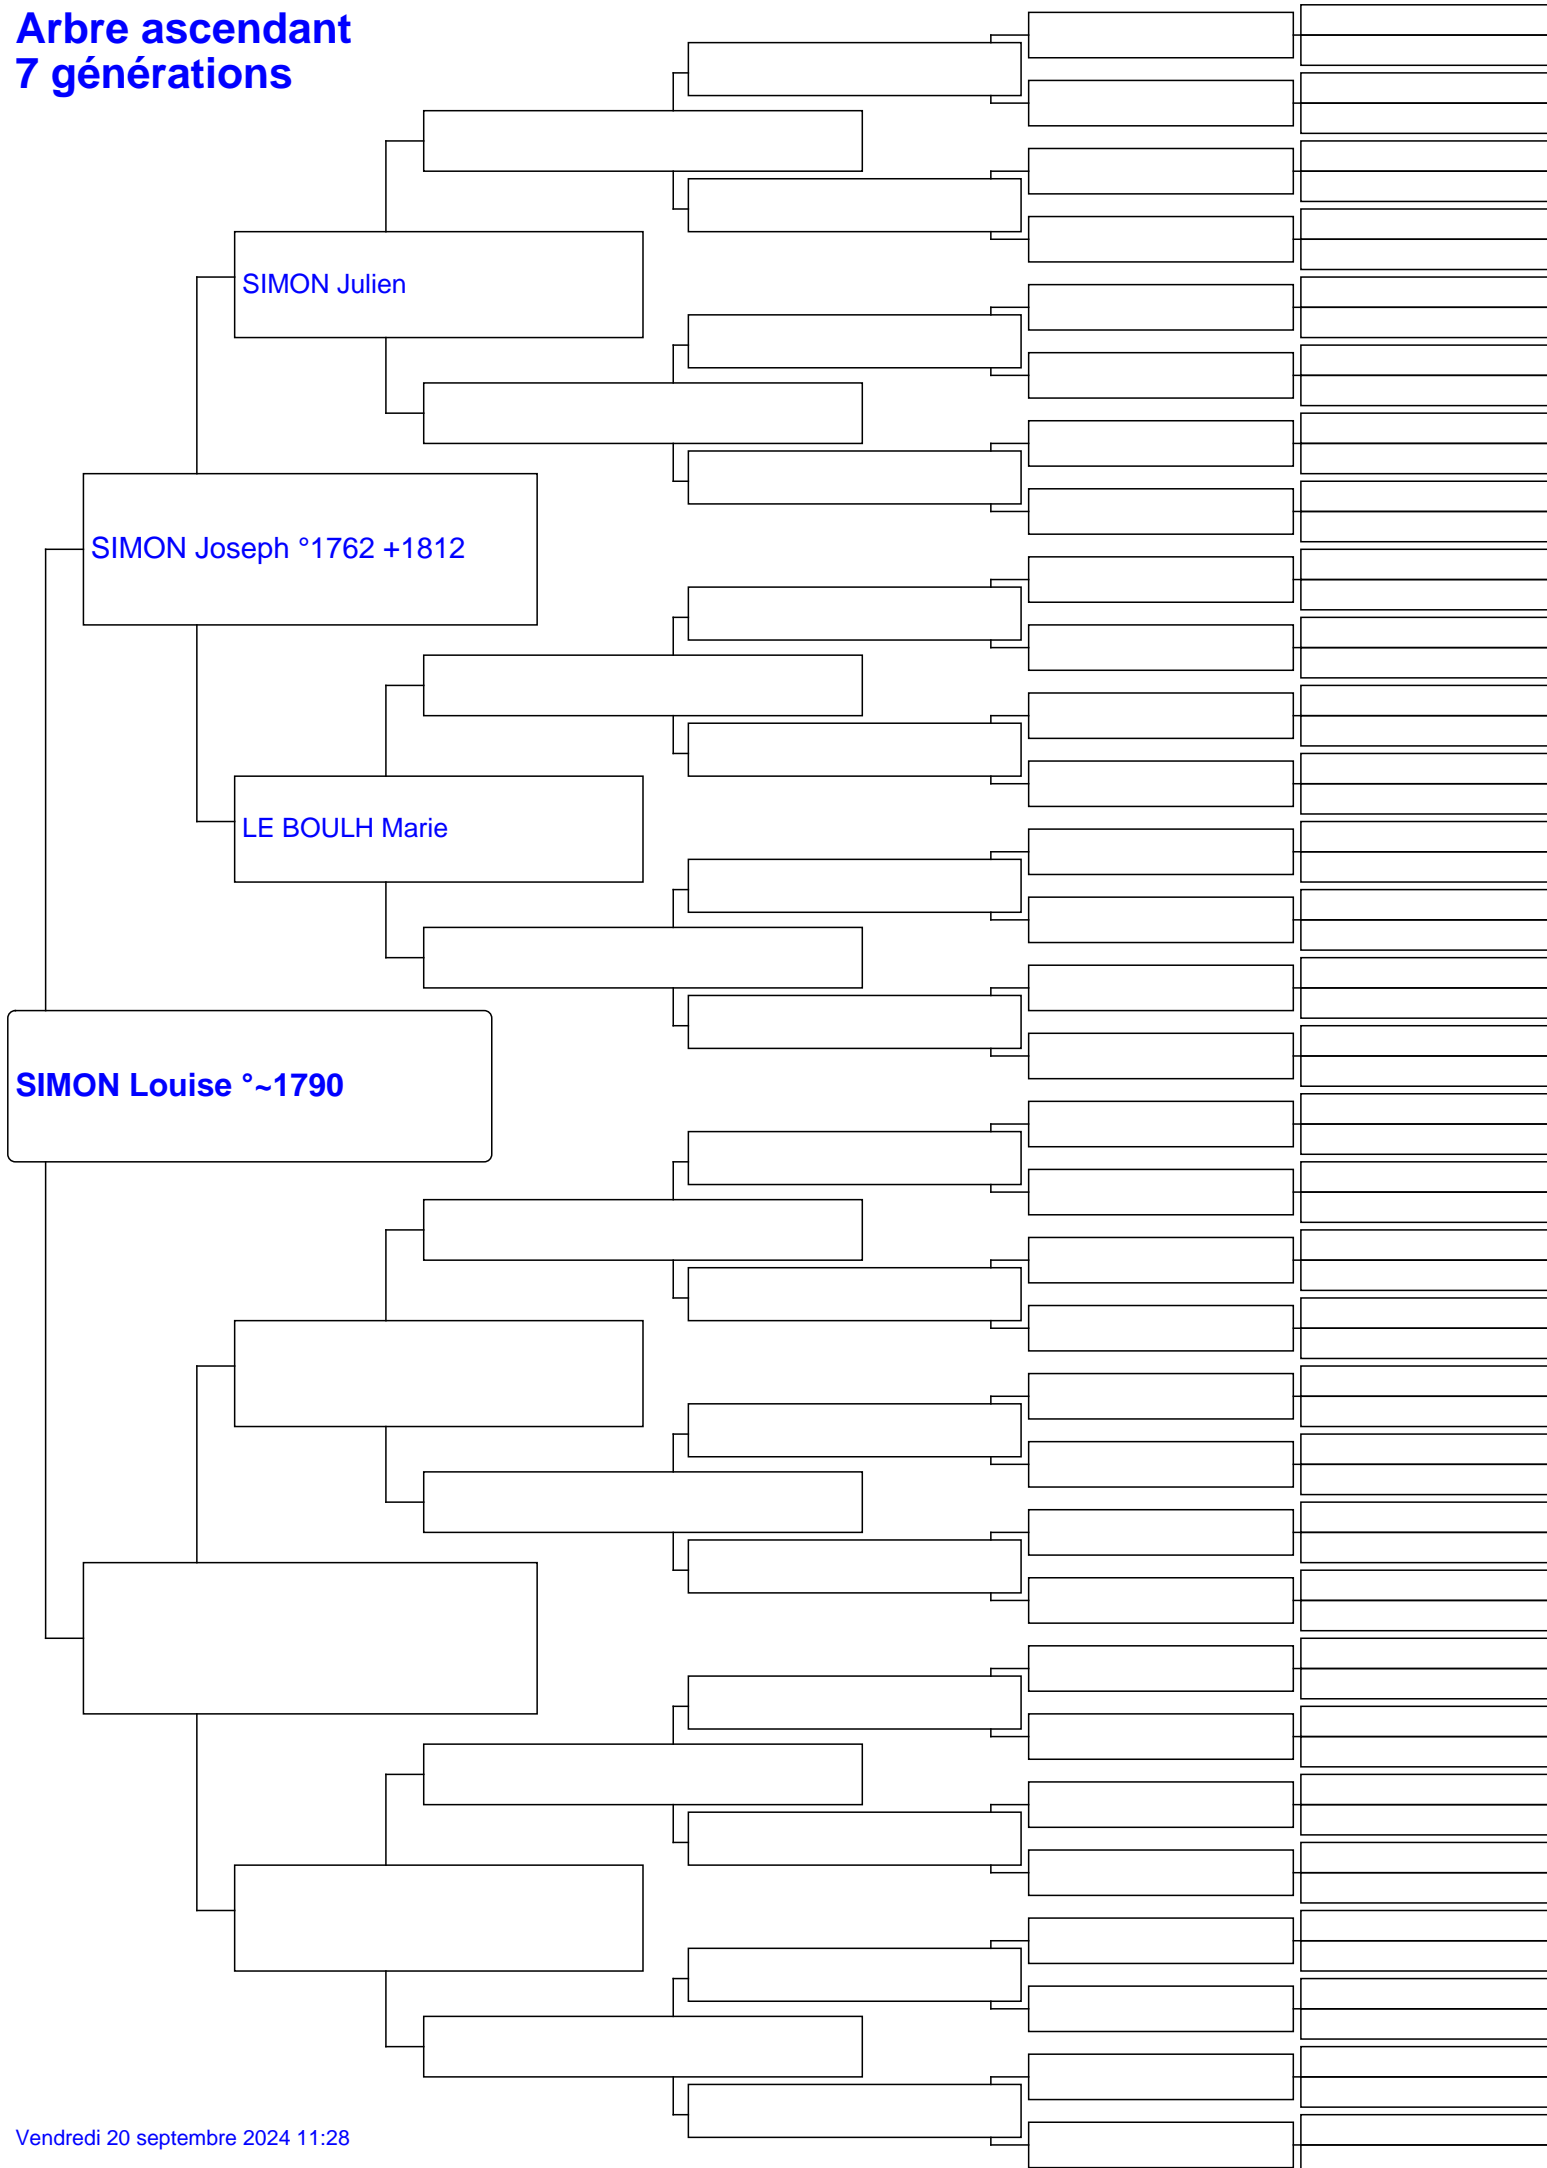 Arbre ascendant
7 générations
SIMON Julien
SIMON Joseph °1762 +1812
LE BOULH Marie
SIMON Louise °~1790
Vendredi 20 septembre 2024 11:28